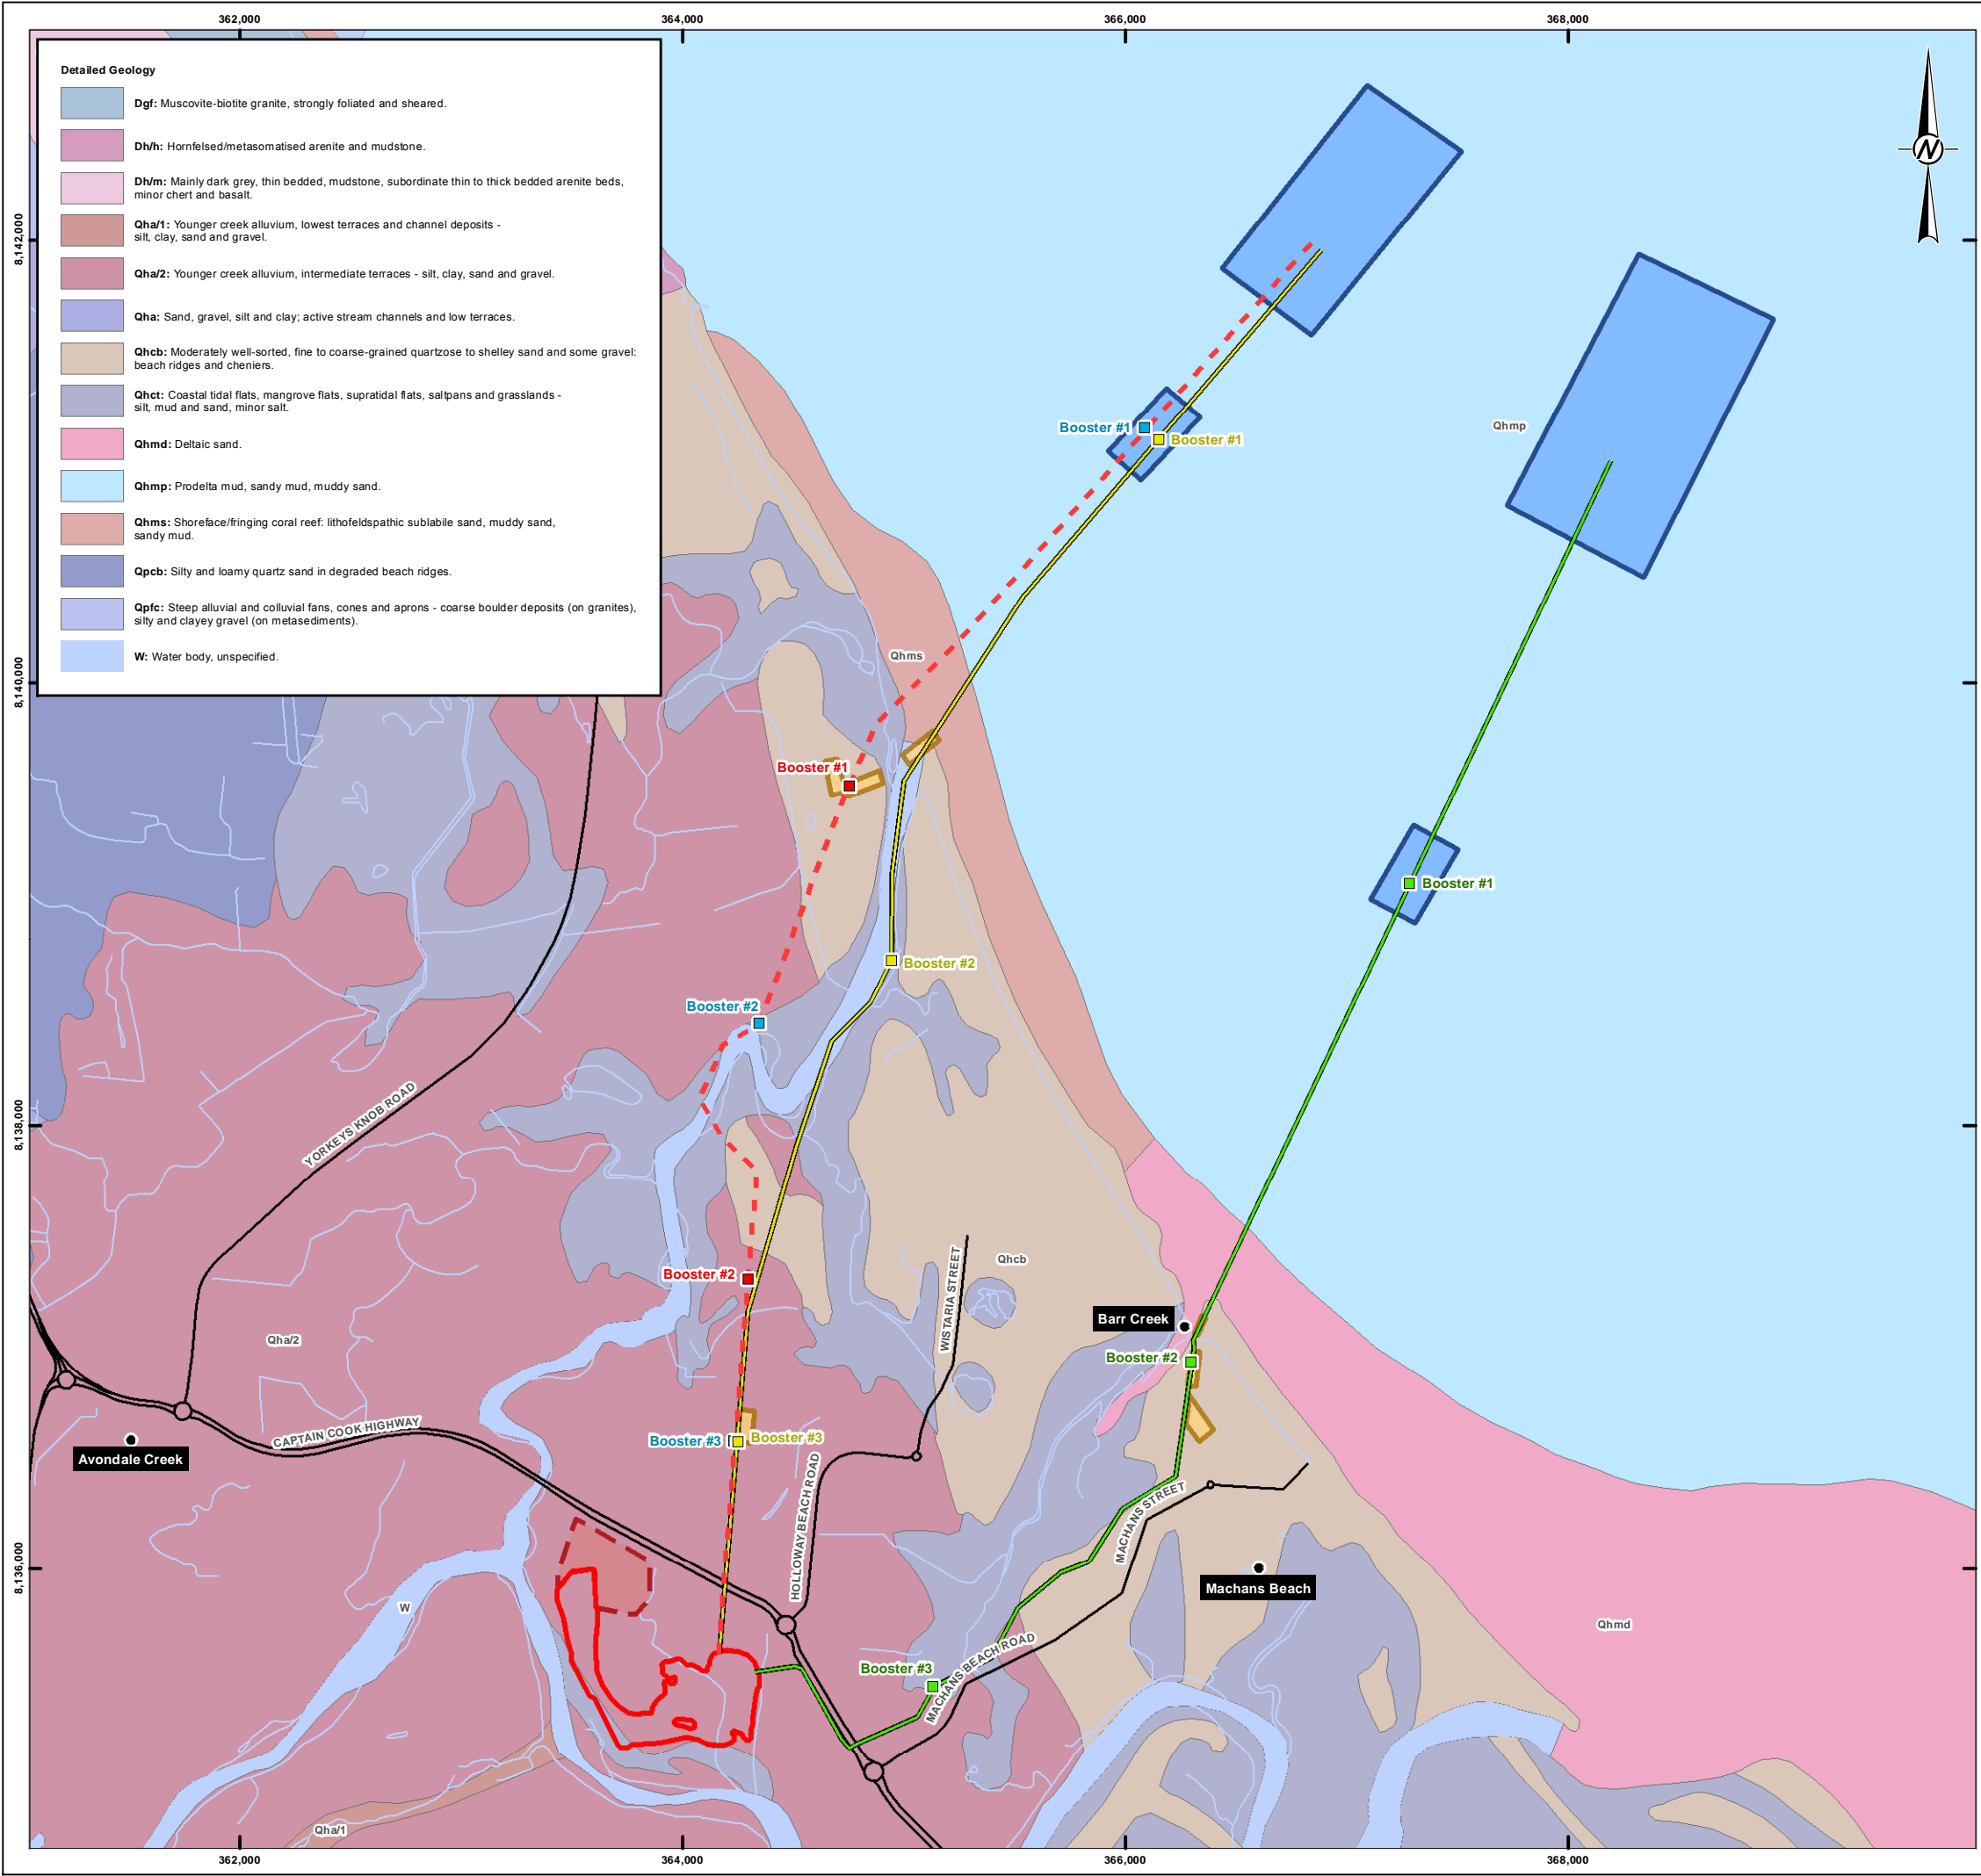 362,000
364,000
366,000
368,000
Detailed Geology
Dgf: Muscovite-biotite granite, strongly foliated and sheared.
Dh/h: Hornfelsed/metasomatised arenite and mudstone.
Dh/m: Mainly dark grey, thin bedded, mudstone, subordinate thin to thick bedded arenite beds,
minor chert and basalt.
Qha/1: Younger creek alluvium, lowest terraces and channel deposits -
silt, clay, sand and gravel.
Qha/2: Younger creek alluvium, intermediate terraces - silt, clay, sand and gravel.
Qha: Sand, gravel, silt and clay; active stream channels and low terraces.
Qhcb: Moderately well-sorted, fine to coarse-grained quartzose to shelley sand and some gravel:
beach ridges and cheniers.
Qhct: Coastal tidal flats, mangrove flats, supratidal flats, saltpans and grasslands -
silt, mud and sand, minor salt.
Qhmd: Deltaic sand.
Qhmp: Prodelta mud, sandy mud, muddy sand.
Qhms: Shoreface/fringing coral reef: lithofeldspathic sublabile sand, muddy sand,
sandy mud.
Qpcb: Silty and loamy quartz sand in degraded beach ridges.
Qpfc: Steep alluvial and colluvial fans, cones and aprons - coarse boulder deposits (on granites),
silty and clayey gravel (on metasediments).
W: Water body, unspecified.
N
8,142,000
8,140,000
8,138,000
8,136,000
Booster #1
Booster #1
Qhmp
Qhms
Booster #1
Booster #1
Booster #2
Booster #2
YORKEYS KNOB ROAD
Booster #2
WISTARIA STREET
Qhcb
Barr Creek
Booster #2
Qha/2
CAPTAIN COOK HIGHWAY
Avondale Creek
Booster #3
Booster #3
HOLLOWAY BEACH ROAD
MACHANS STREET
Machans Beach
W
Qhmd
Booster #3
MACHANS BEACH ROAD
Qha/1
362,000
364,000
366,000
368,000